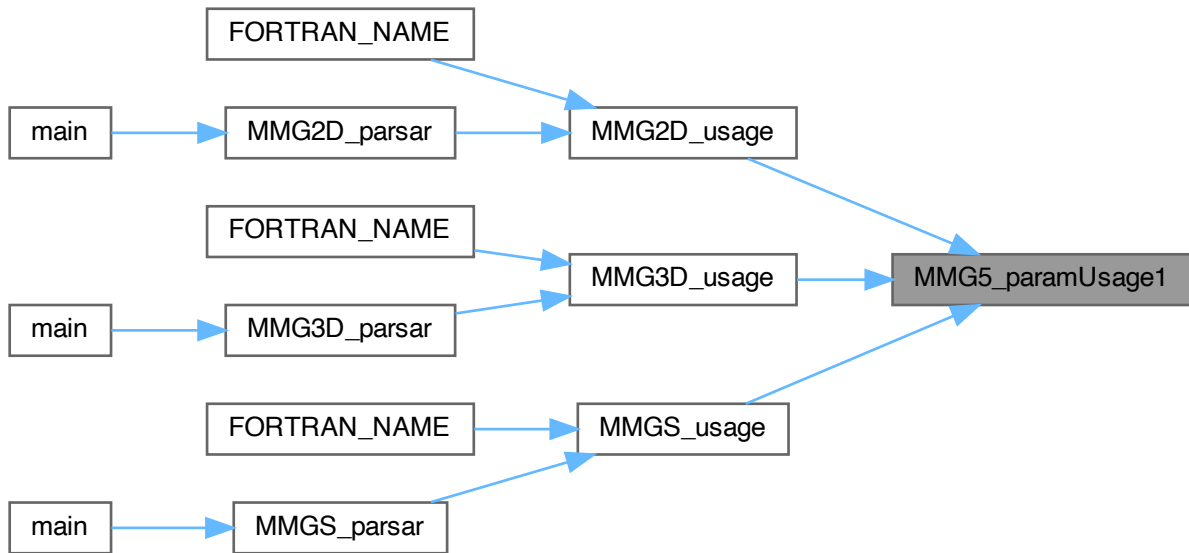 FORTRAN_NAME
main
MMG2D_parsar
MMG2D_usage
FORTRAN_NAME
MMG3D_usage
MMG5_paramUsage1
main
MMG3D_parsar
FORTRAN_NAME
MMGS_usage
main
MMGS_parsar